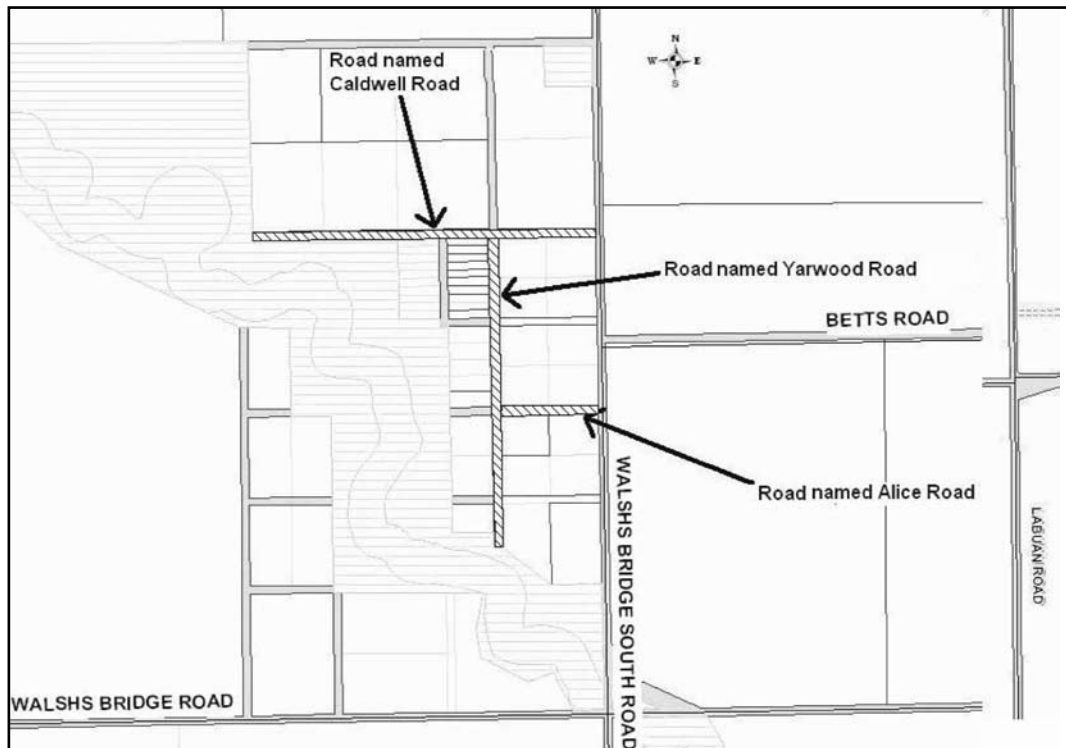 Road named
Caldwell Road
N
W E
S
Road named Yarwood Road
BETTS ROAD
Road named Alice Road
WALSHS BRIDGE SOUTH ROAD
LABUAN ROAD
WALSHS BRIDGE ROAD